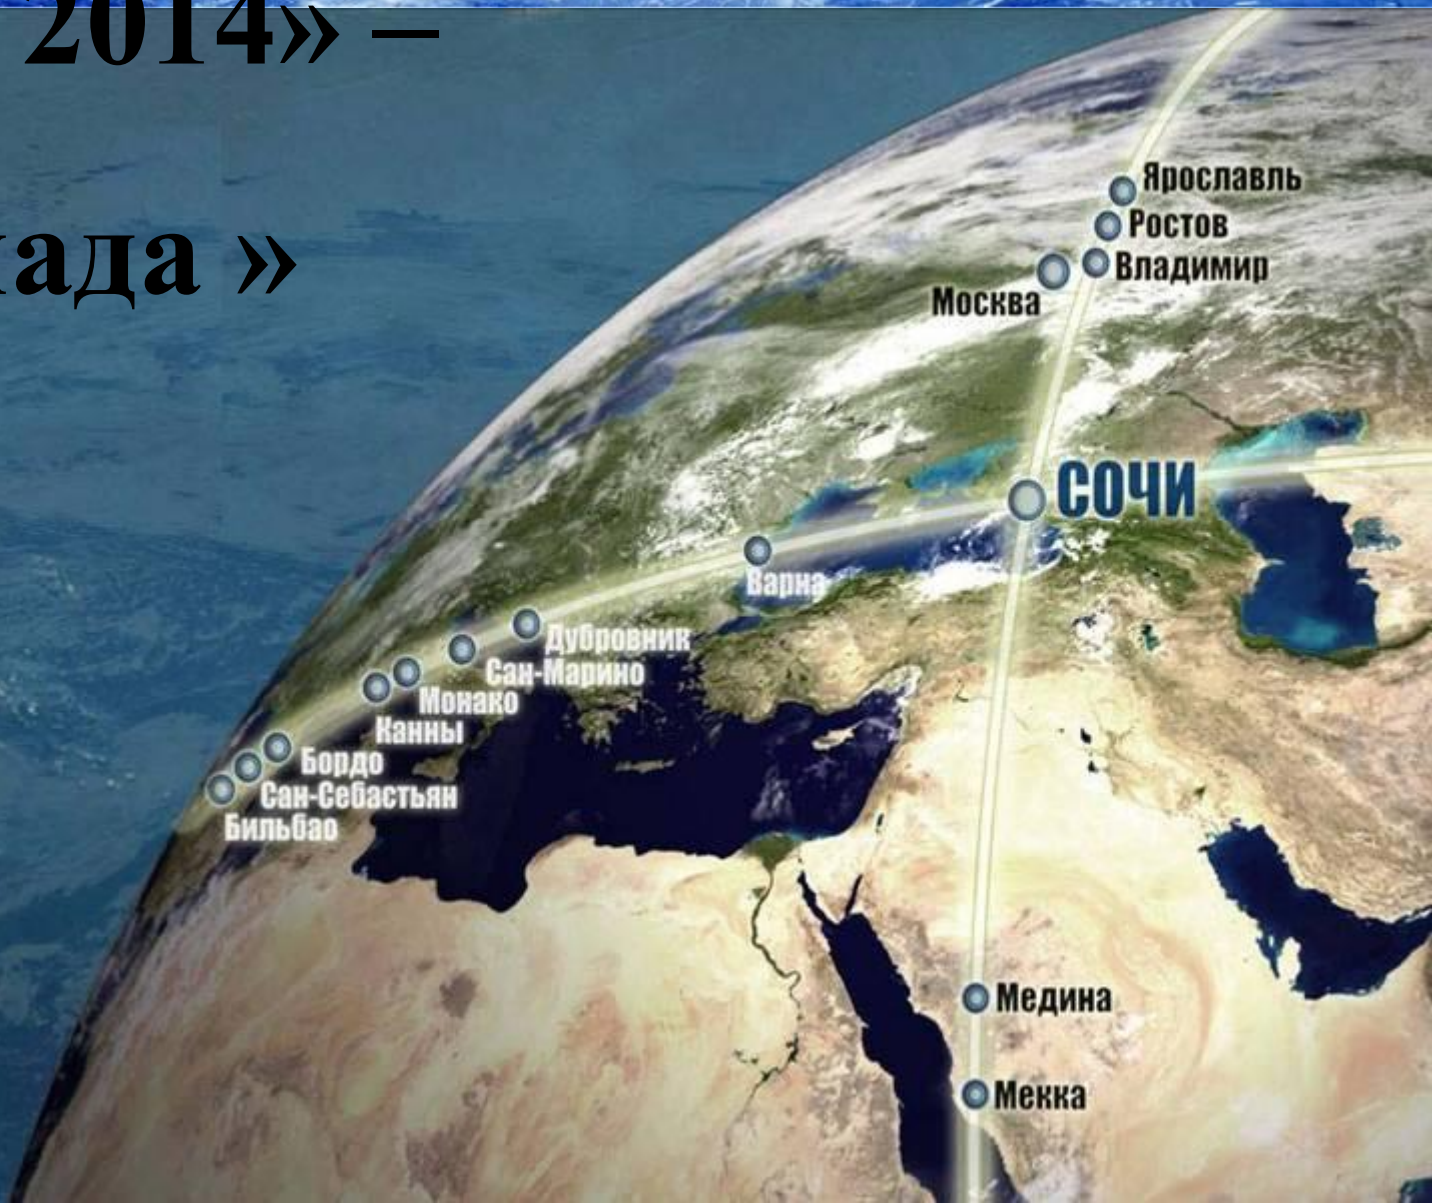 2014» –
ада »
Ярославль
Ростов
Владимир
Москва
СОЧИ
Варна
Дубровник
Сан-Марино
Монако
Канны
Бордо
Сан-Себастьян
Бильбао
Медина
Мекка